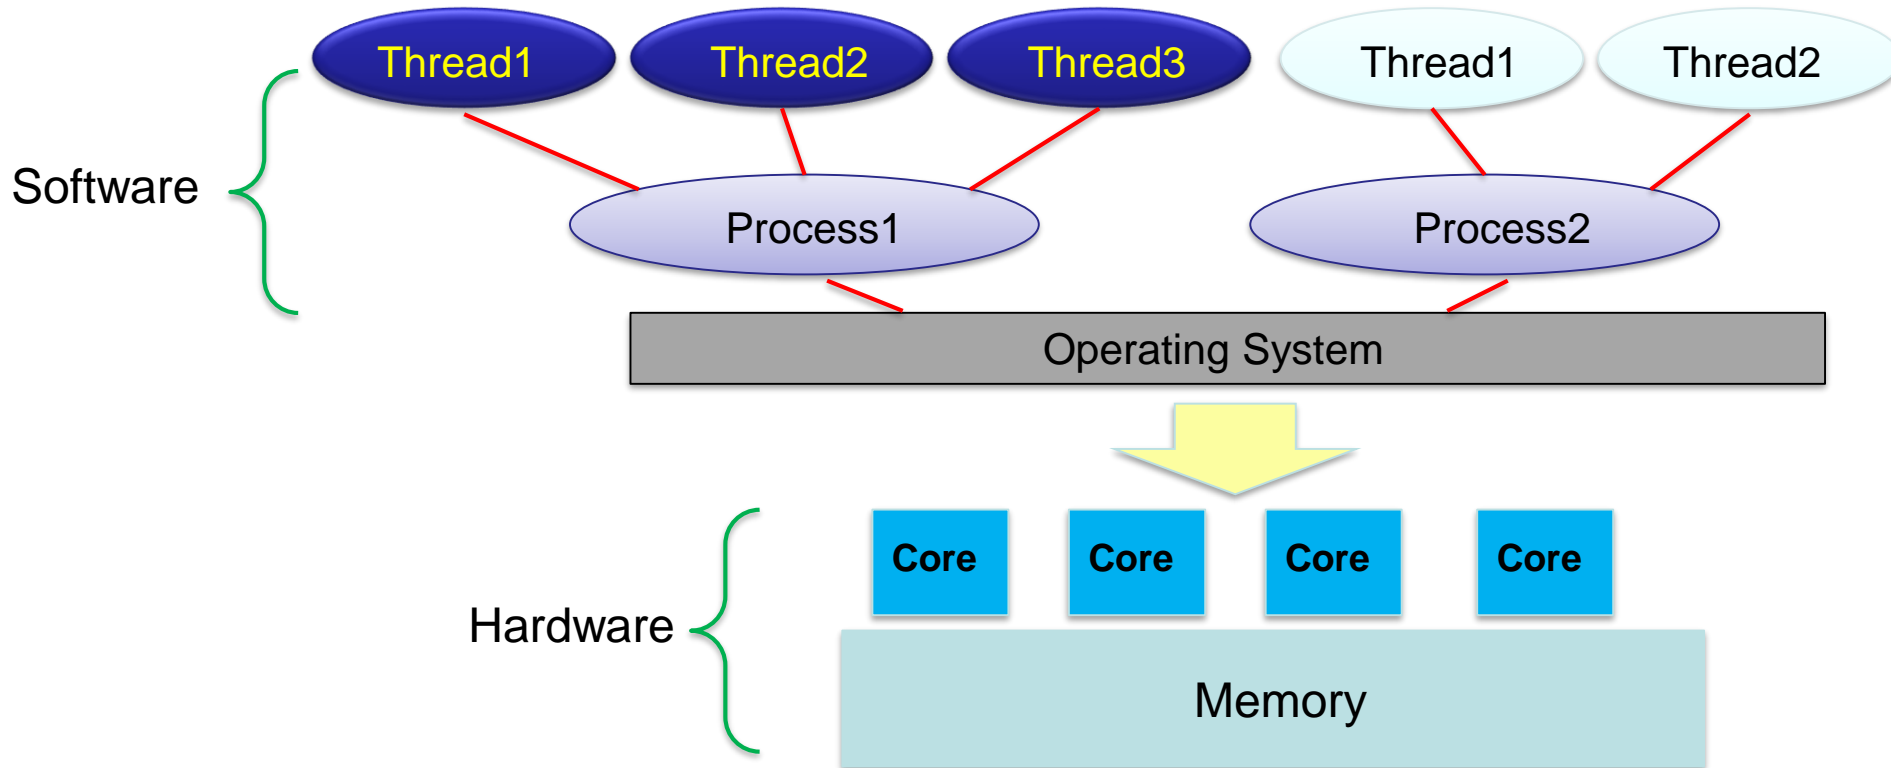 Thread1
Thread2
Thread3
Thread1
Thread2
Software
Process1
Process2
Operating System
Core
Core
Core
Core
Hardware
Memory